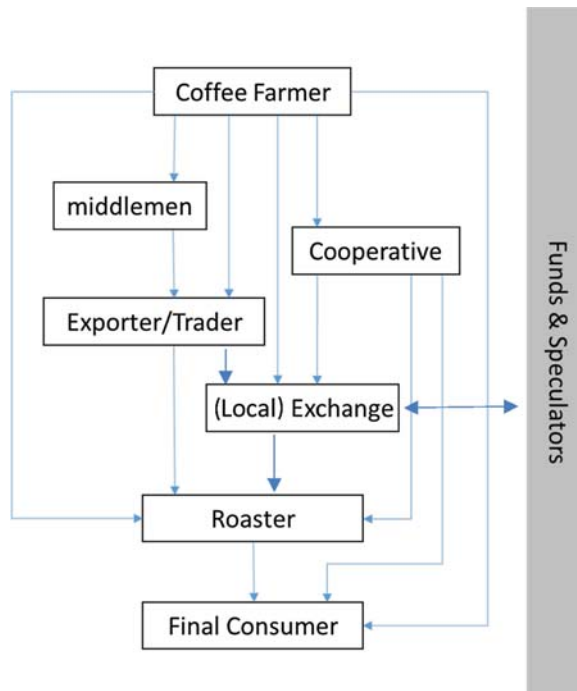 Coffee Farmer
middlemen
Cooperative
Exporter/Trader
(Local) Exchange
Roaster
Final Consumer
Funds & Speculators